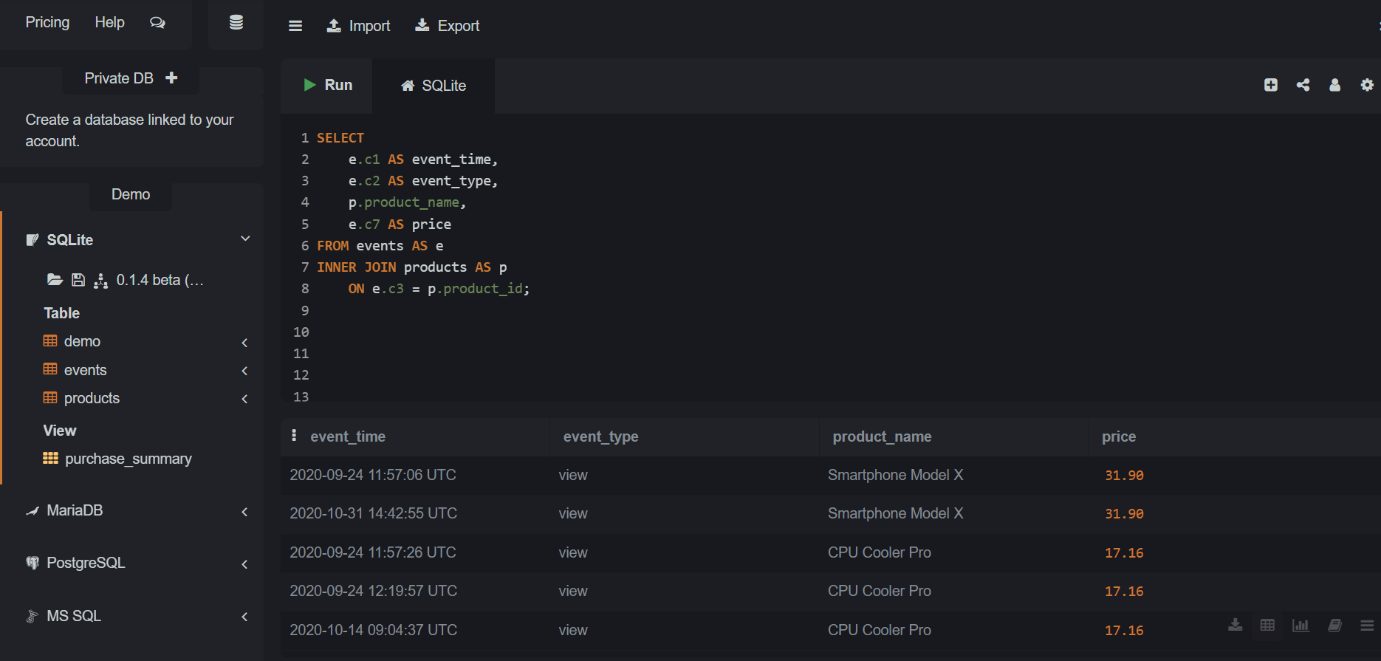 Pricing Help
Import Export
Private DB
Run SQLite
Create a database linked to your
account.
Demo
SQLite
0.1.4 beta (…
Table
demo
events
products
View
purchase_summary
MariaDB
PostgreSQL
MS SQL
1 SELECT
2 e.c1 AS event_time,
3 e.c2 AS event_type,
4 p.product_name,
5 e.c7 AS price
6 FROM events AS e
7 INNER JOIN products AS p
8 ON e.c3 = p.product_id;
9
10
11
12
13
event_time event_type product_name price
2020-09-24 11:57:06 UTC view Smartphone Model X 31.90
2020-10-31 14:42:55 UTC view Smartphone Model X 31.90
2020-09-24 11:57:26 UTC view CPU Cooler Pro 17.16
2020-09-24 12:19:57 UTC view CPU Cooler Pro 17.16
2020-10-14 09:04:37 UTC view CPU Cooler Pro 17.16